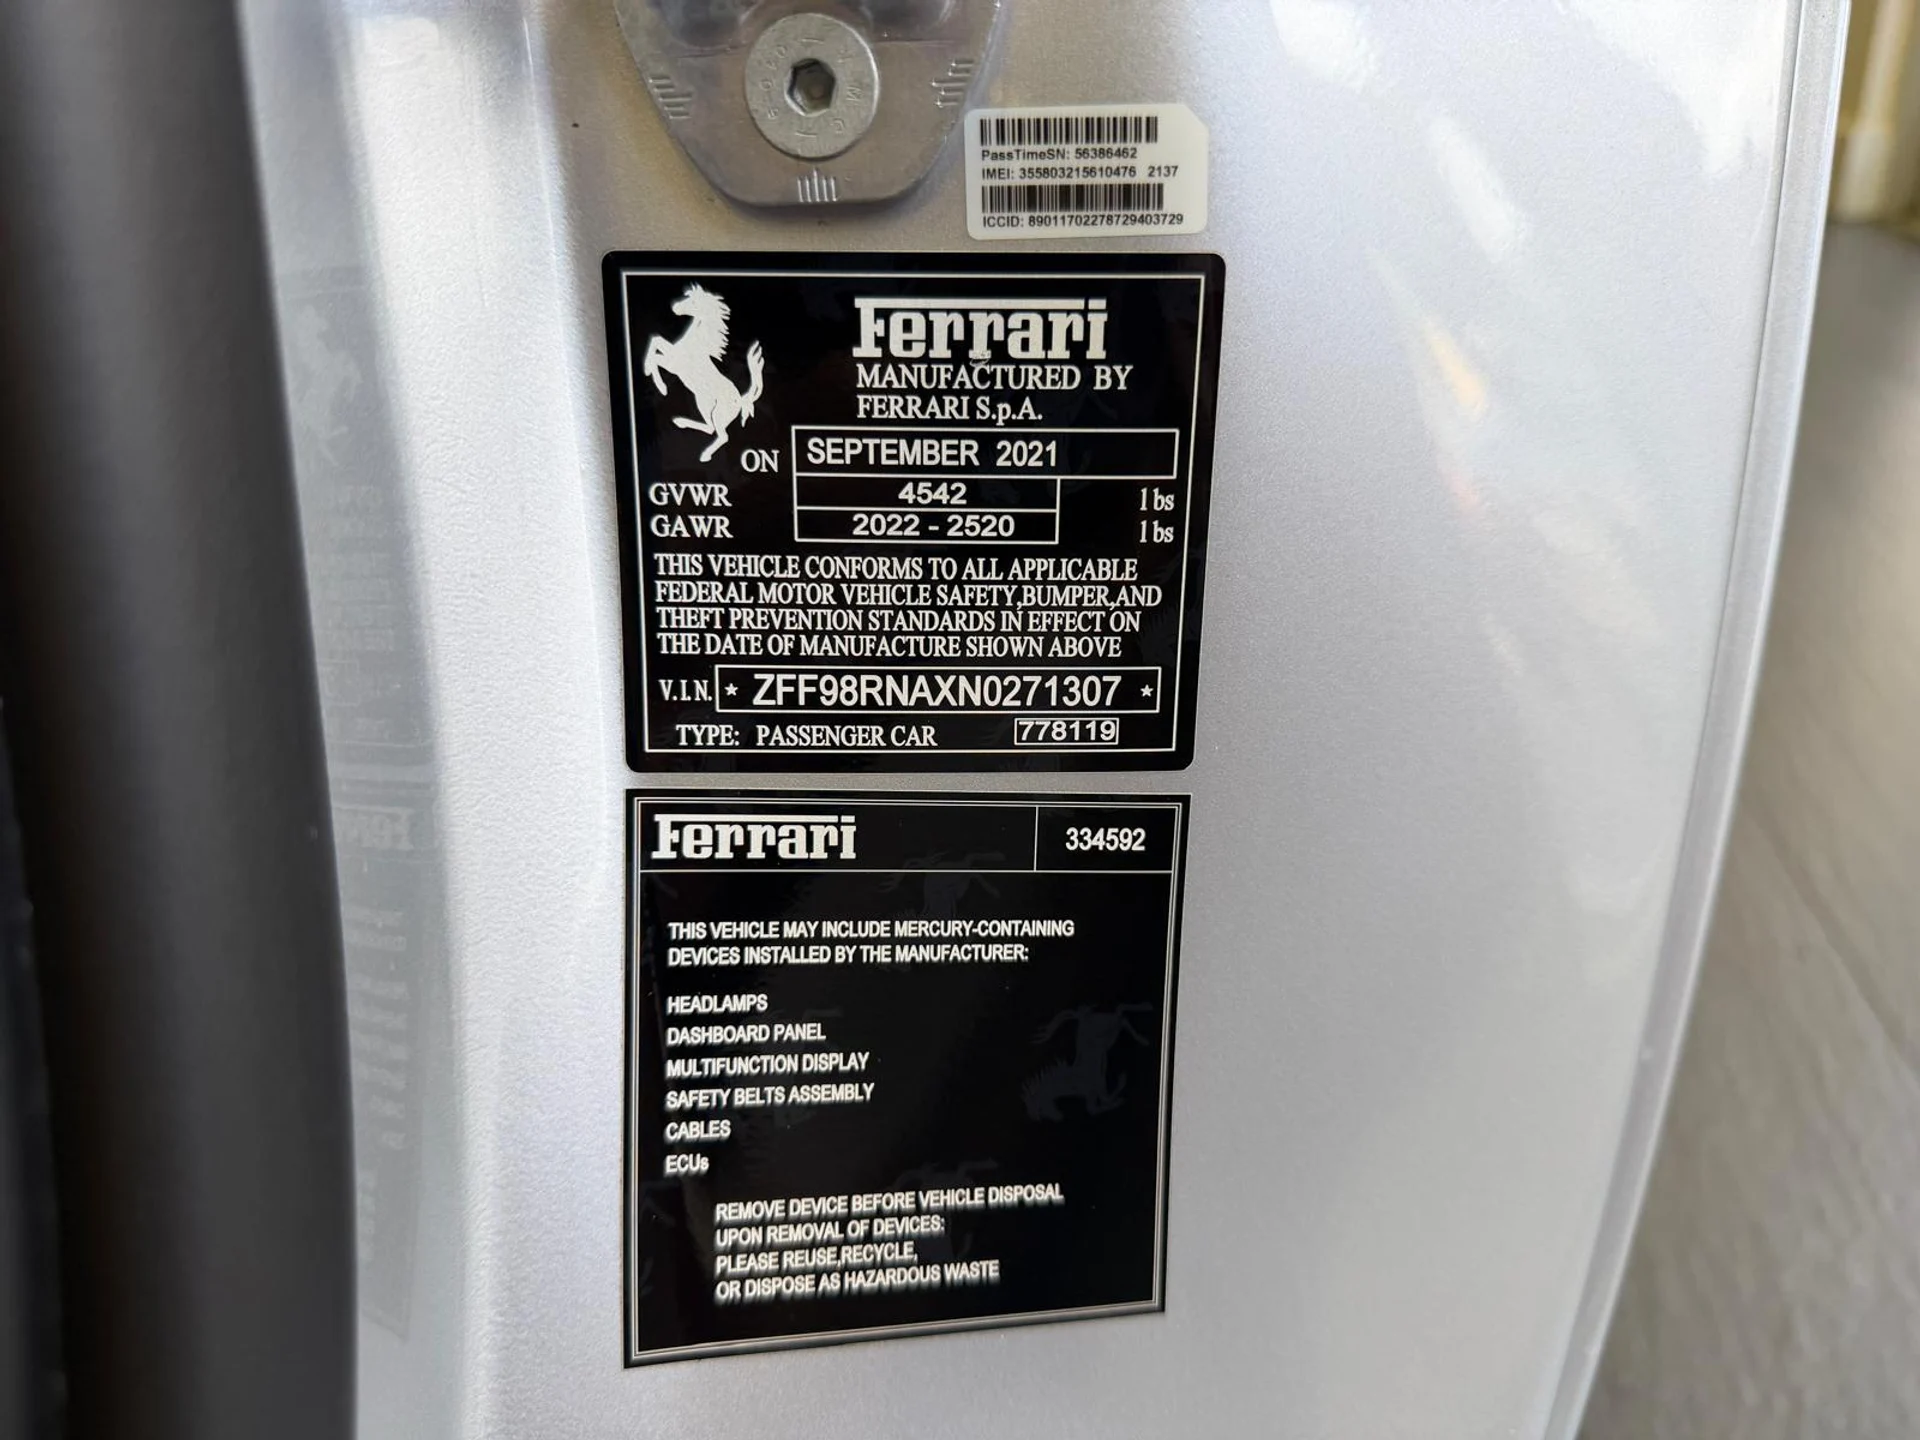 PassTimeSN: 56386462
IMEI: 355803215610476 2137
ICCID: 89011702278729403729
Ferrari
MANUFACTURED BY
FERRARI S.p.A.
ON SEPTEMBER 2021
GVWR 4542 lbs
GAWR 2022 - 2520 lbs
THIS VEHICLE CONFORMS TO ALL APPLICABLE
FEDERAL MOTOR VEHICLE SAFETY,BUMPER,AND
THEFT PREVENTION STANDARDS IN EFFECT ON
THE DATE OF MANUFACTURE SHOWN ABOVE
V.I.N. * ZFF98RNAXN0271307 *
TYPE: PASSENGER CAR 778119
Ferrari 334592
THIS VEHICLE MAY INCLUDE MERCURY-CONTAINING
DEVICES INSTALLED BY THE MANUFACTURER:
HEADLAMPS
DASHBOARD PANEL
MULTIFUNCTION DISPLAY
SAFETY BELTS ASSEMBLY
CABLES
ECUs
REMOVE DEVICE BEFORE VEHICLE DISPOSAL
UPON REMOVAL OF DEVICES:
PLEASE REUSE,RECYCLE,
OR DISPOSE AS HAZARDOUS WASTE